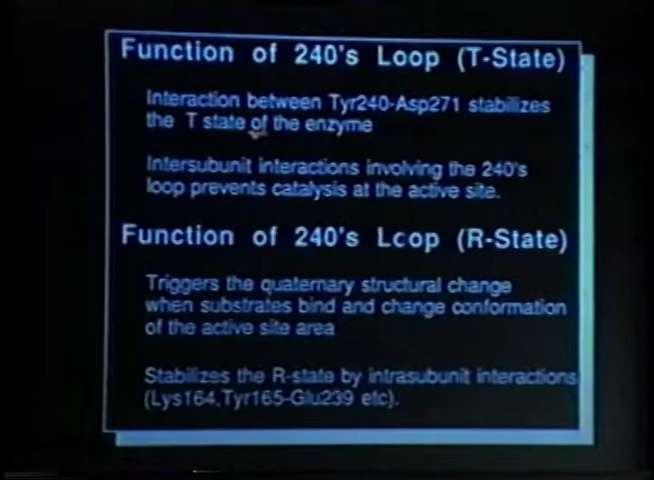 Function of 240's Loop (T-State)
Interaction between Tyr240-Asp271 stabilizes
the T state of the enzyme
Intersubunit interactions involving the 240's
loop prevents catalysis at the active site.
Function of 240's Loop (R-State)
Triggers the quaternary structural change
when substrates bind and change conformation
of the active site area
Stabilizes the R-state by intrasubunit interactions
(Lys164,Tyr165-Glu239 etc).